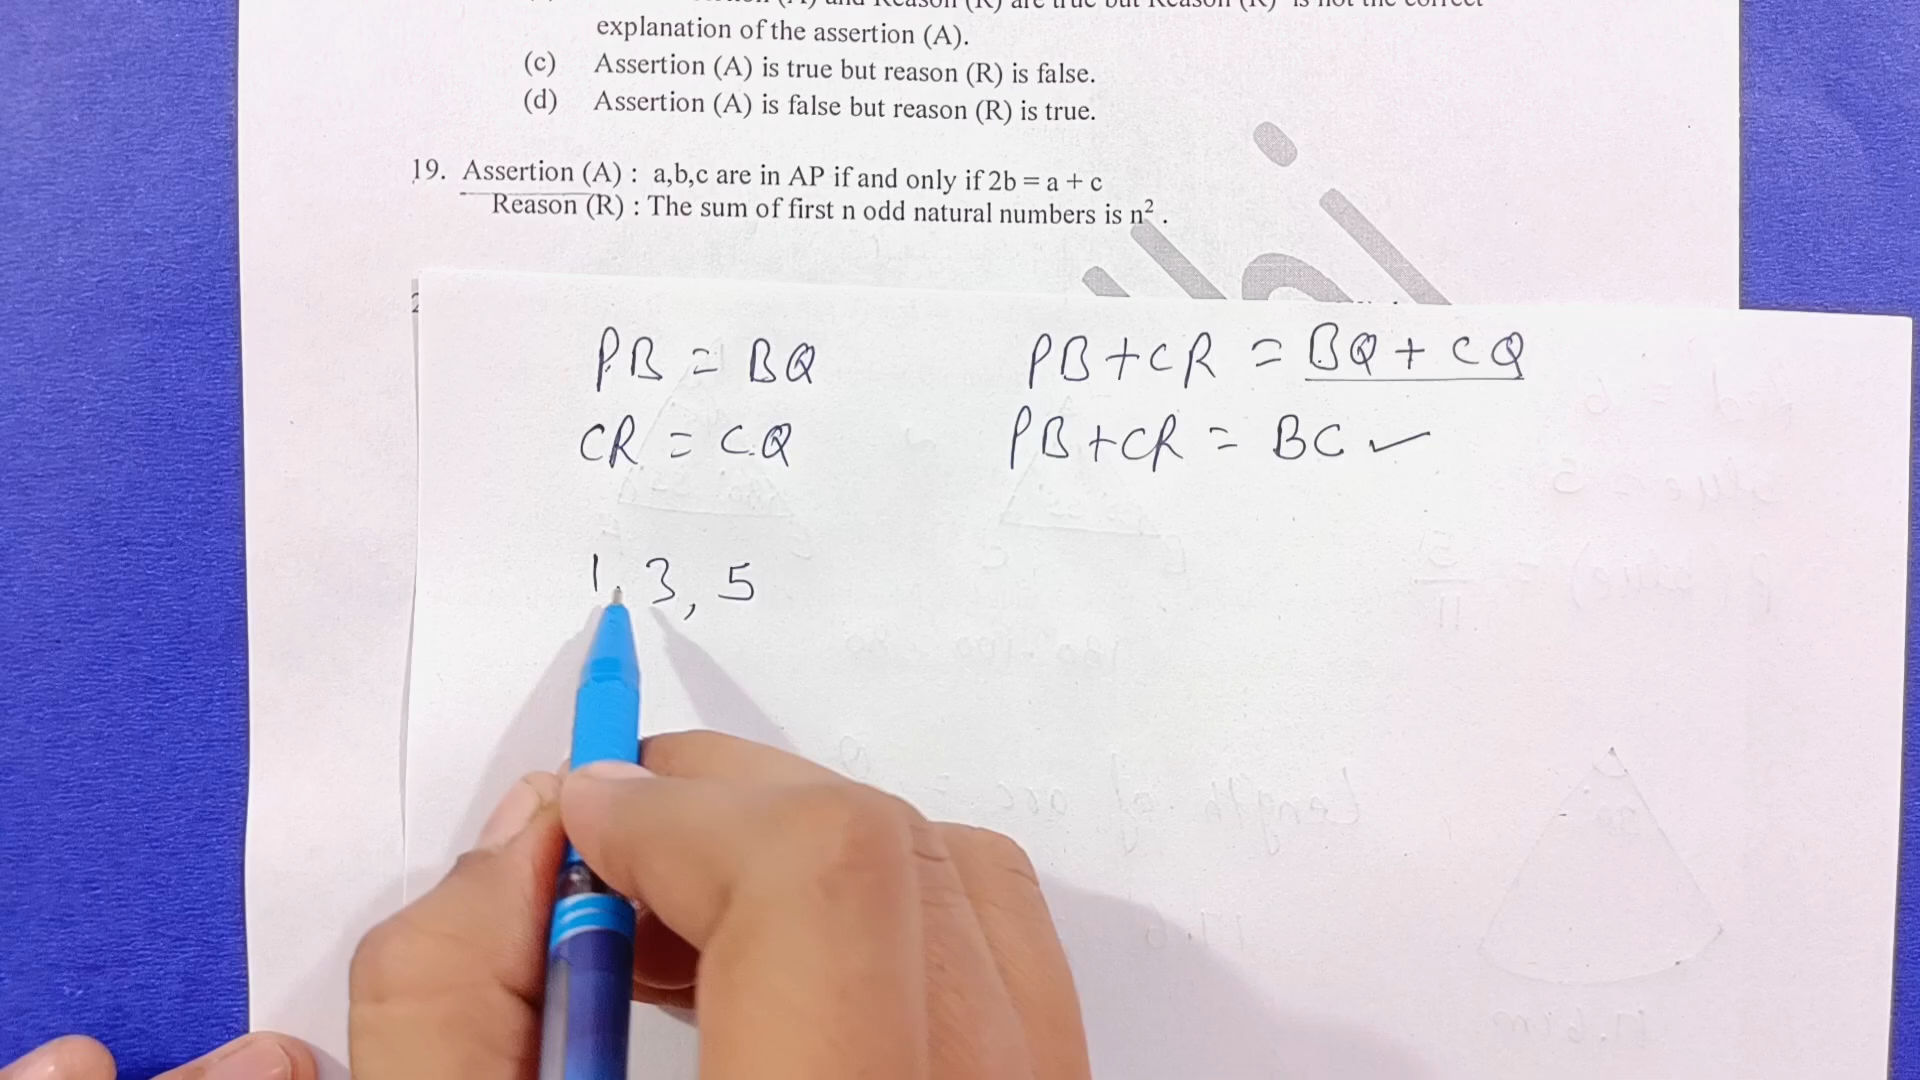 explanation of the assertion (A).
(c) Assertion (A) is true but reason (R) is false.
(d) Assertion (A) is false but reason (R) is true.
19. Assertion (A) : a,b,c are in AP if and only if 2b = a + c
Reason (R) : The sum of first n odd natural numbers is n² .
PB = BQ
PB + CR = BQ + CQ
CR = CQ
PB + CR = BC ✓
1, 3, 5